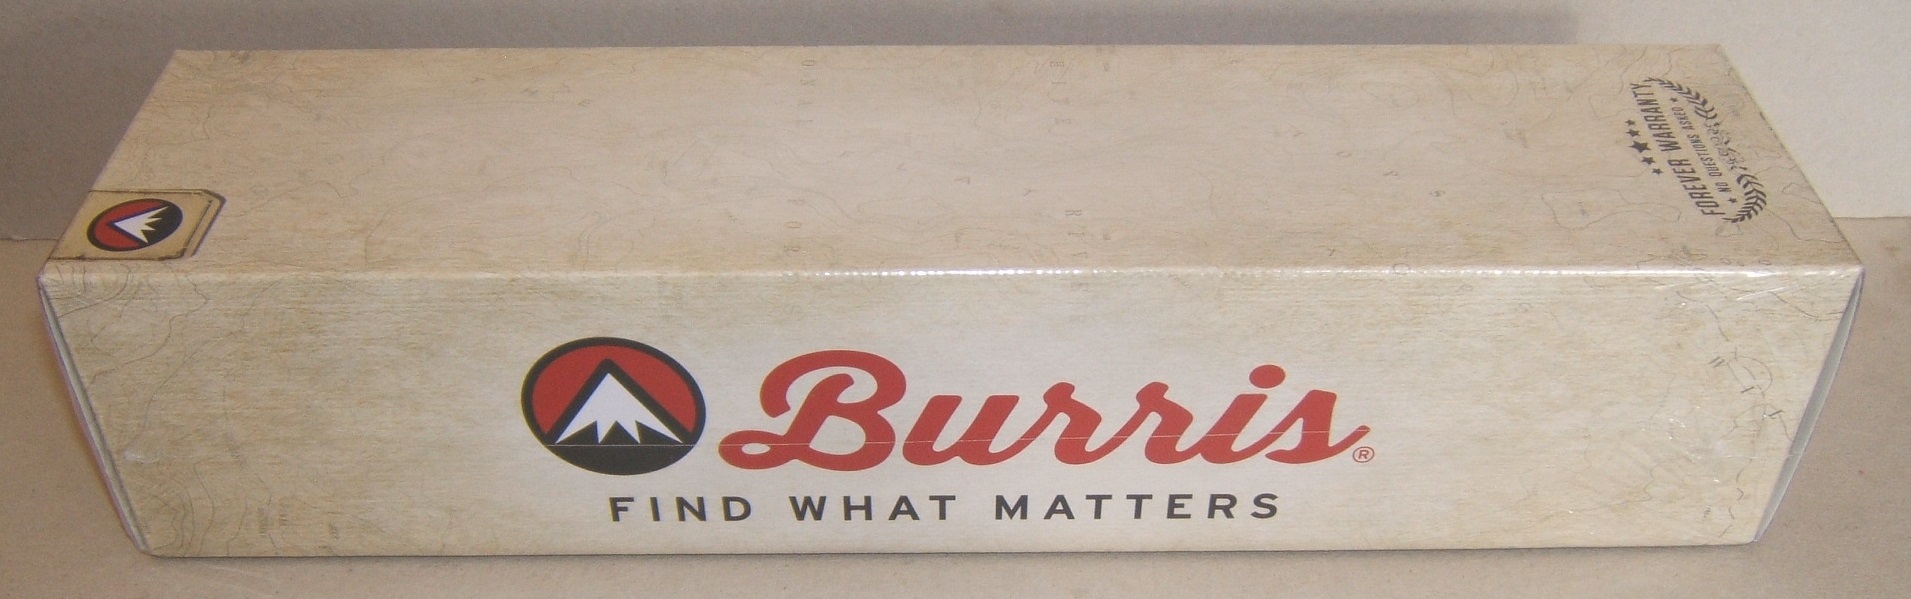 FOREVER WARRANTY
NO QUESTIONS ASKED
Burris®
FIND WHAT MATTERS